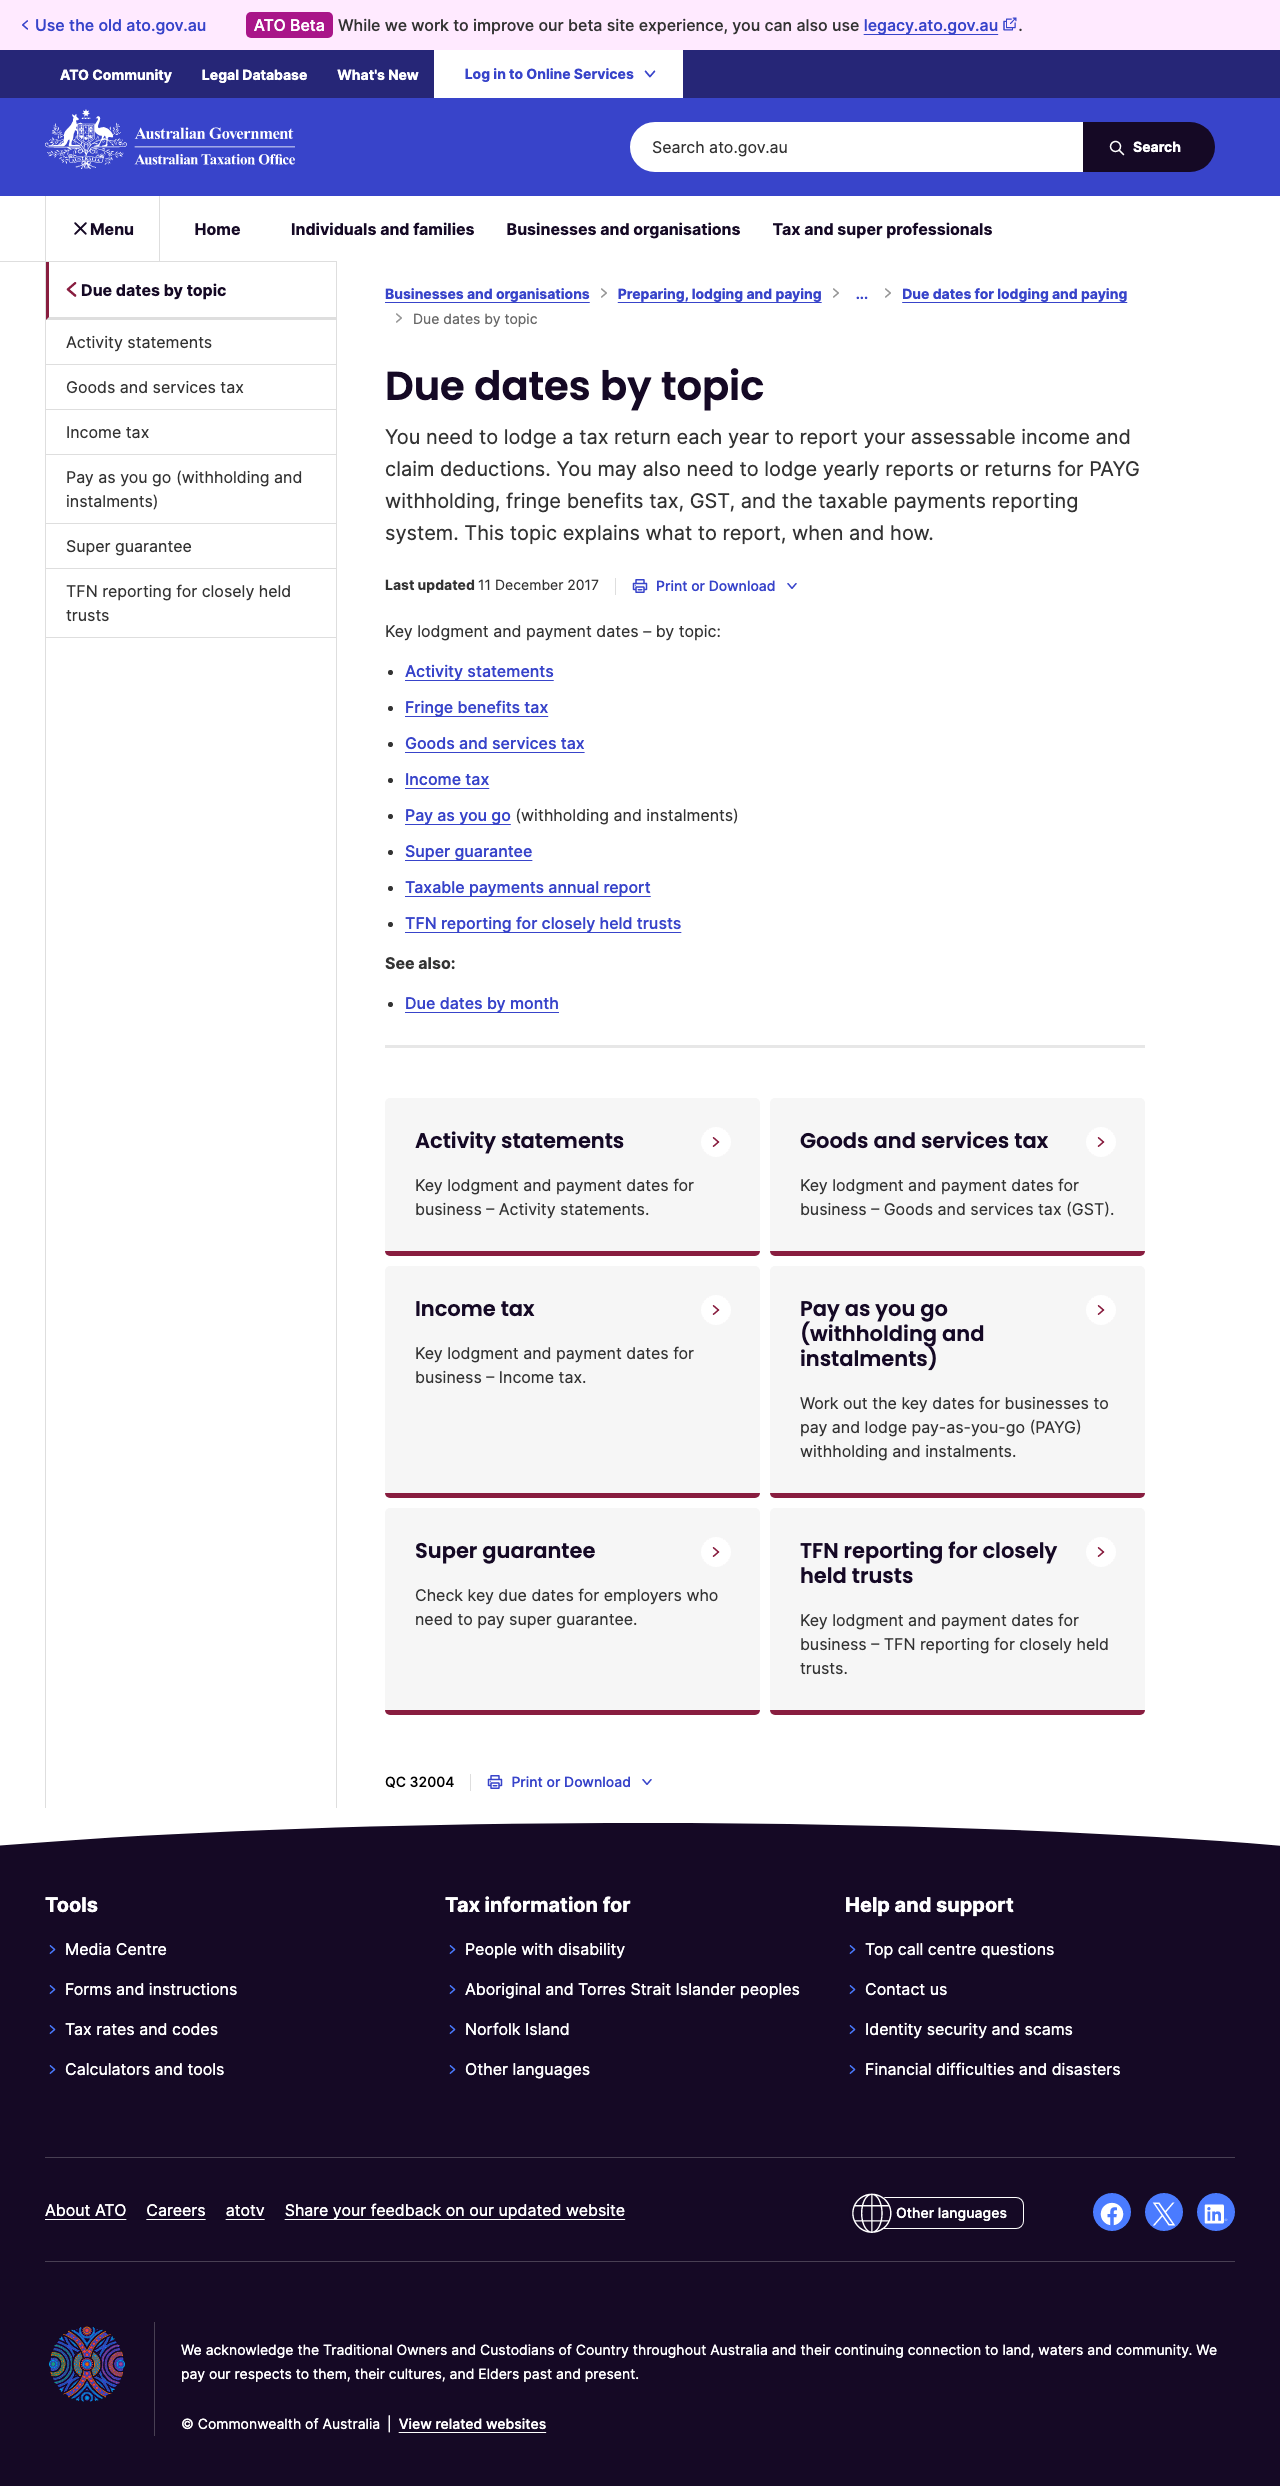 Use the old ato.gov.au
ATO Beta While we work to improve our beta site experience, you can also use legacy.ato.gov.au.
ATO Community
Legal Database
What's New
Log in to Online Services
Australian Government
Australian Taxation Office
Search ato.gov.au
Search
Menu
Home
Individuals and families
Businesses and organisations
Tax and super professionals
Due dates by topic
Activity statements
Goods and services tax
Income tax
Pay as you go (withholding and
instalments)
Super guarantee
TFN reporting for closely held
trusts
Businesses and organisations
Preparing, lodging and paying
...
Due dates for lodging and paying
Due dates by topic
Due dates by topic
You need to lodge a tax return each year to report your assessable income and
claim deductions. You may also need to lodge yearly reports or returns for PAYG
withholding, fringe benefits tax, GST, and the taxable payments reporting
system. This topic explains what to report, when and how.
Last updated 11 December 2017
Print or Download
Key lodgment and payment dates – by topic:
• Activity statements
• Fringe benefits tax
• Goods and services tax
• Income tax
• Pay as you go (withholding and instalments)
• Super guarantee
• Taxable payments annual report
• TFN reporting for closely held trusts
See also:
• Due dates by month
Activity statements
Key lodgment and payment dates for
business – Activity statements.
Goods and services tax
Key lodgment and payment dates for
business – Goods and services tax (GST).
Income tax
Key lodgment and payment dates for
business – Income tax.
Pay as you go
(withholding and
instalments)
Work out the key dates for businesses to
pay and lodge pay-as-you-go (PAYG)
withholding and instalments.
Super guarantee
Check key due dates for employers who
need to pay super guarantee.
TFN reporting for closely
held trusts
Key lodgment and payment dates for
business – TFN reporting for closely held
trusts.
QC 32004
Print or Download
Tools
Media Centre
Forms and instructions
Tax rates and codes
Calculators and tools
Tax information for
People with disability
Aboriginal and Torres Strait Islander peoples
Norfolk Island
Other languages
Help and support
Top call centre questions
Contact us
Identity security and scams
Financial difficulties and disasters
About ATO
Careers
atotv
Share your feedback on our updated website
Other languages
We acknowledge the Traditional Owners and Custodians of Country throughout Australia and their continuing connection to land, waters and community. We
pay our respects to them, their cultures, and Elders past and present.
© Commonwealth of Australia | View related websites